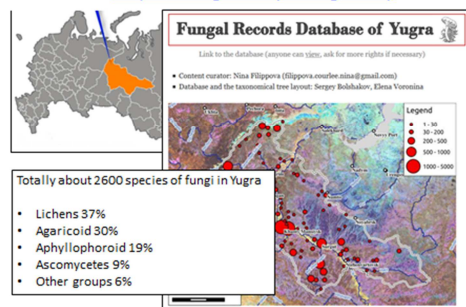 Fungal Records Database of Yugra
Link to the database (anyone can view, ask for more rights if necessary)
• Content curator: Nina Filippova (filippova.courlee.nina@gmail.com)
• Database and the taxonomical tree layout: Sergey Bolshakov, Elena Voronina
Legend
1 - 30
30 - 200
200 - 500
500 - 1000
1000 - 5000
Totally about 2600 species of fungi in Yugra
• Lichens 37%
• Agaricoid 30%
• Aphyllophoroid 19%
• Ascomycetes 9%
• Other groups 6%